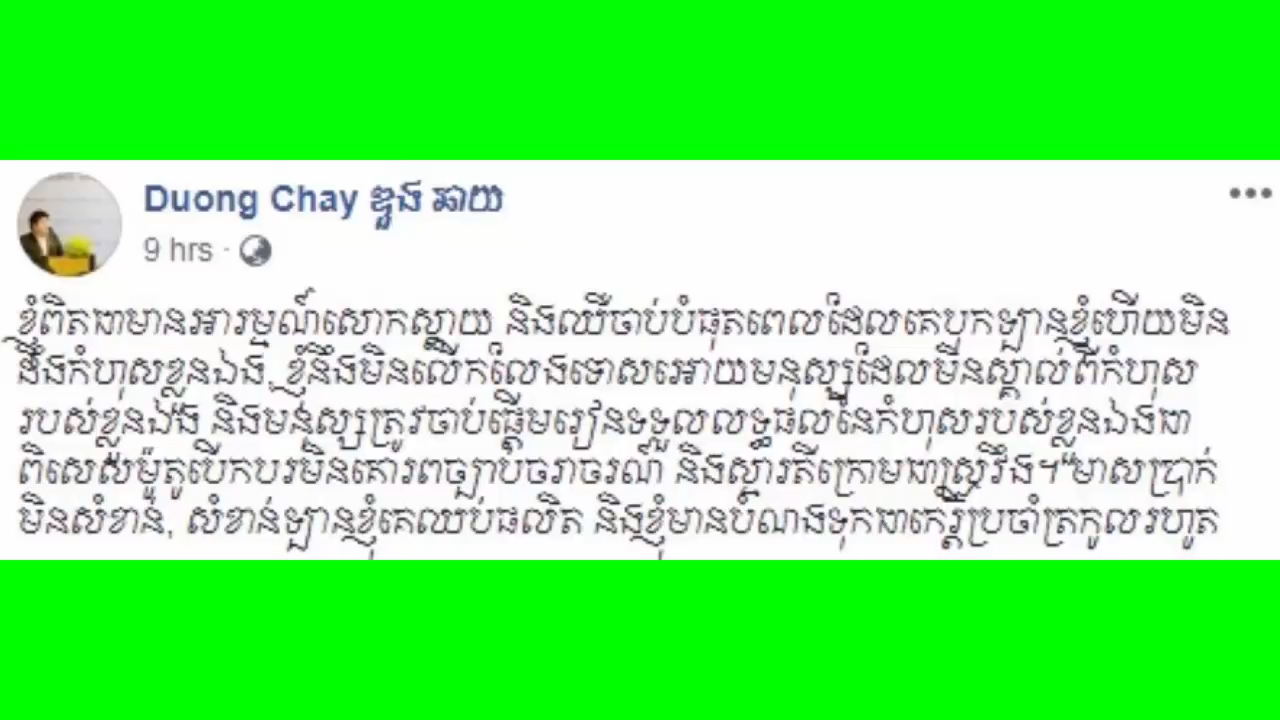 Duong Chay ឌួង ឆាយ
9 hrs
ខ្ញុំពិតជាមានអារម្មណ៍សោកស្តាយ និងឈឺចាប់បំផុតពេលដែលគេបុកឡានខ្ញុំហើយមិន
ដឹងកំហុសខ្លួនឯង, ខ្ញុំនឹងមិនលើកលែងទោសអោយមនុស្សដែលមិនស្គាល់ពីកំហុស
របស់ខ្លួនឯង និងមនុស្សត្រូវចាប់ផ្តើមរៀនទទួលលទ្ធផលនៃកំហុសរបស់ខ្លួនឯងជា
ពិសេសម៉ូតូបើកបរមិនគោរពច្បាប់ចរាចរណ៍ និងស្មារតីក្រោមជាស្រវឹង។"មាសប្រាក់
មិនសំខាន់, សំខាន់ឡានខ្ញុំគេឈប់ផលិត និងខ្ញុំមានបំណងទុកជាកេរ្តិ៍ប្រចាំត្រកូលរហូត